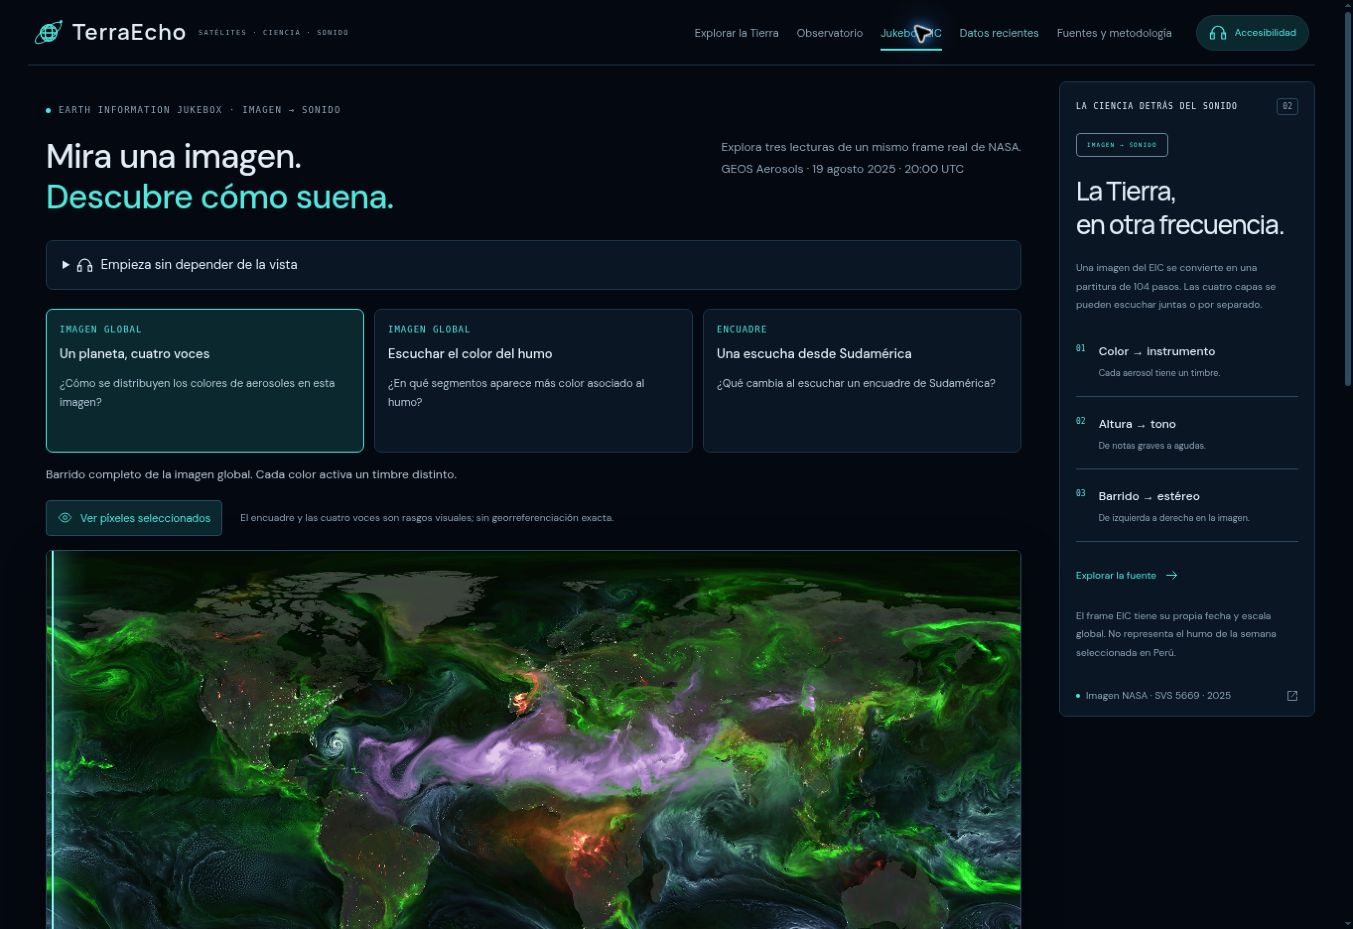 TerraEcho
SATÉLITES · CIENCIA · SONIDO
Explorar la Tierra
Observatorio
Jukebox EIC
Datos recientes
Fuentes y metodología
Accesibilidad
EARTH INFORMATION JUKEBOX · IMAGEN → SONIDO
Mira una imagen.
Descubre cómo suena.
Explora tres lecturas de un mismo frame real de NASA.
GEOS Aerosols · 19 agosto 2025 · 20:00 UTC
Empieza sin depender de la vista
IMAGEN GLOBAL
Un planeta, cuatro voces
¿Cómo se distribuyen los colores de aerosoles en esta
imagen?
IMAGEN GLOBAL
Escuchar el color del humo
¿En qué segmentos aparece más color asociado al
humo?
ENCUADRE
Una escucha desde Sudamérica
¿Qué cambia al escuchar un encuadre de Sudamérica?
Barrido completo de la imagen global. Cada color activa un timbre distinto.
Ver píxeles seleccionados
El encuadre y las cuatro voces son rasgos visuales; sin georreferenciación exacta.
LA CIENCIA DETRÁS DEL SONIDO
02
IMAGEN → SONIDO
La Tierra,
en otra frecuencia.
Una imagen del EIC se convierte en una
partitura de 104 pasos. Las cuatro capas se
pueden escuchar juntas o por separado.
01
Color → instrumento
Cada aerosol tiene un timbre.
02
Altura → tono
De notas graves a agudas.
03
Barrido → estéreo
De izquierda a derecha en la imagen.
Explorar la fuente →
El frame EIC tiene su propia fecha y escala
global. No representa el humo de la semana
seleccionada en Perú.
Imagen NASA · SVS 5669 · 2025